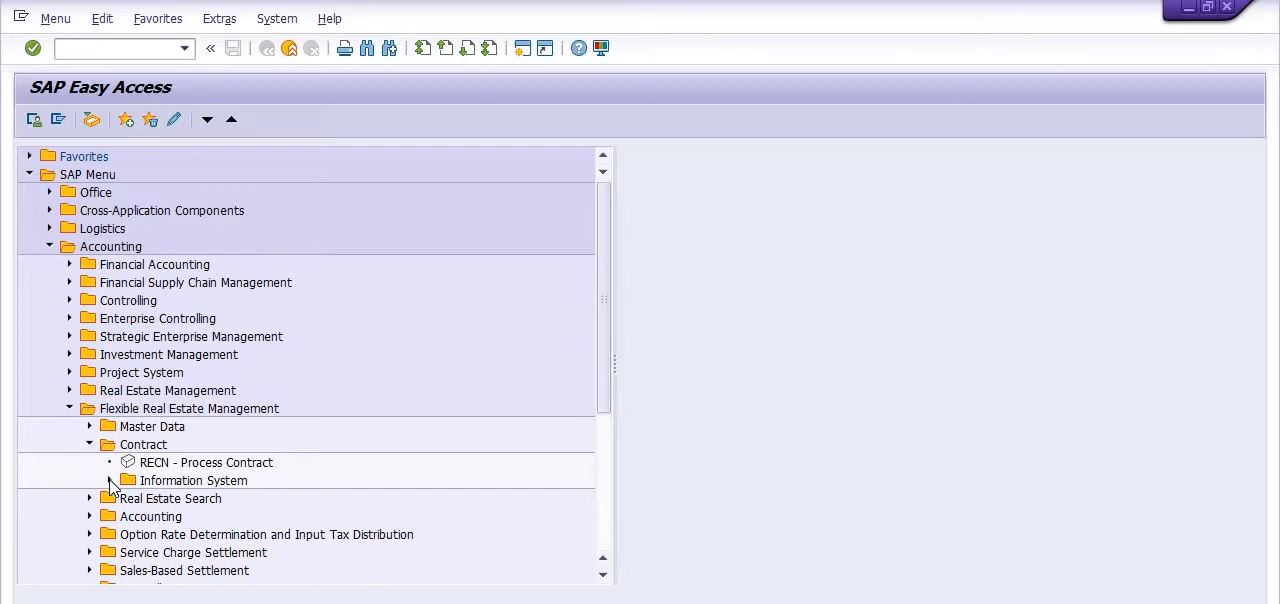 Menu Edit Favorites Extras System Help
SAP Easy Access
Favorites
SAP Menu
Office
Cross-Application Components
Logistics
Accounting
Financial Accounting
Financial Supply Chain Management
Controlling
Enterprise Controlling
Strategic Enterprise Management
Investment Management
Project System
Real Estate Management
Flexible Real Estate Management
Master Data
Contract
RECN - Process Contract
Information System
Real Estate Search
Accounting
Option Rate Determination and Input Tax Distribution
Service Charge Settlement
Sales-Based Settlement